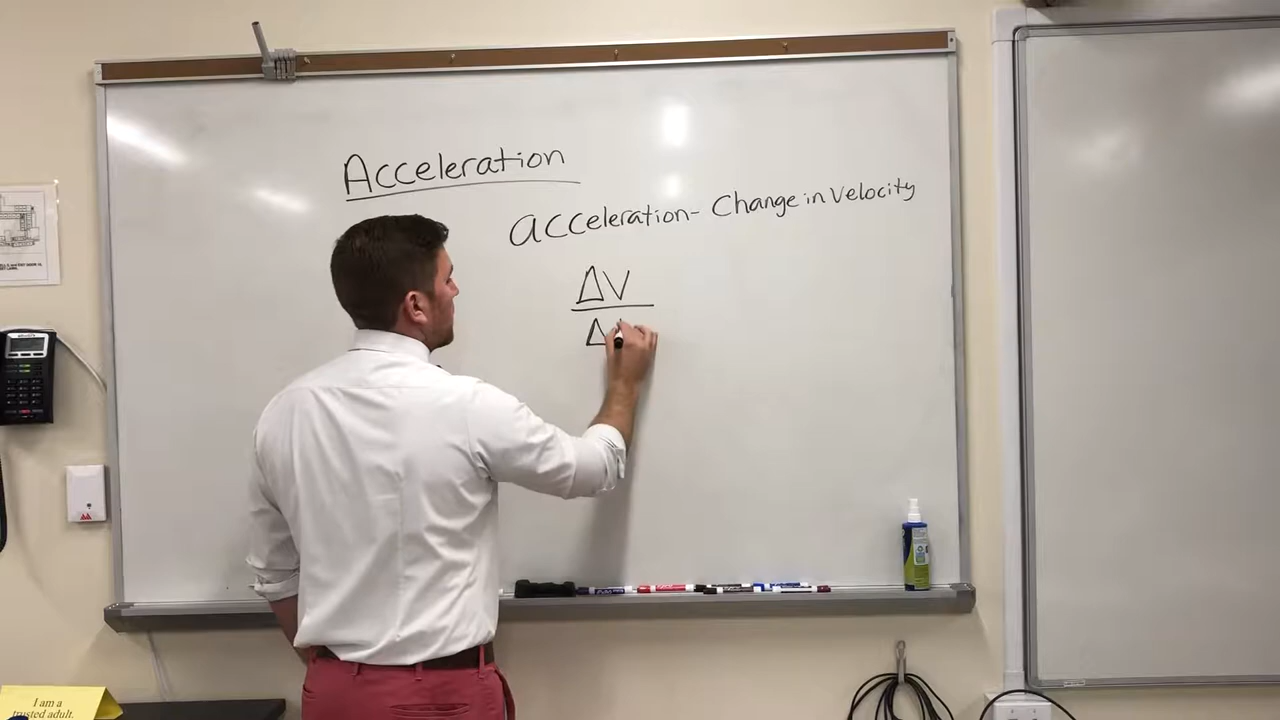 Acceleration
acceleration- Change in velocity
ΔV
Δ
I am a
trusted adult.